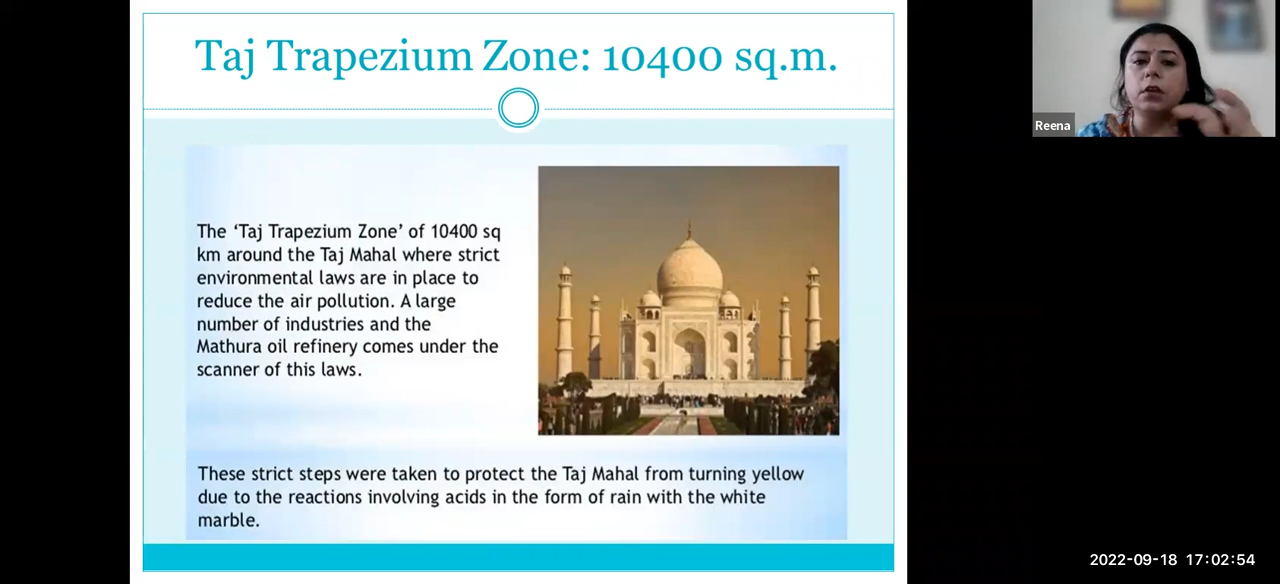 Taj Trapezium Zone: 10400 sq.m.
The ‘Taj Trapezium Zone’ of 10400 sq
km around the Taj Mahal where strict
environmental laws are in place to
reduce the air pollution. A large
number of industries and the
Mathura oil refinery comes under the
scanner of this laws.
These strict steps were taken to protect the Taj Mahal from turning yellow
due to the reactions involving acids in the form of rain with the white
marble.
Reena
2022-09-18 17:02:54